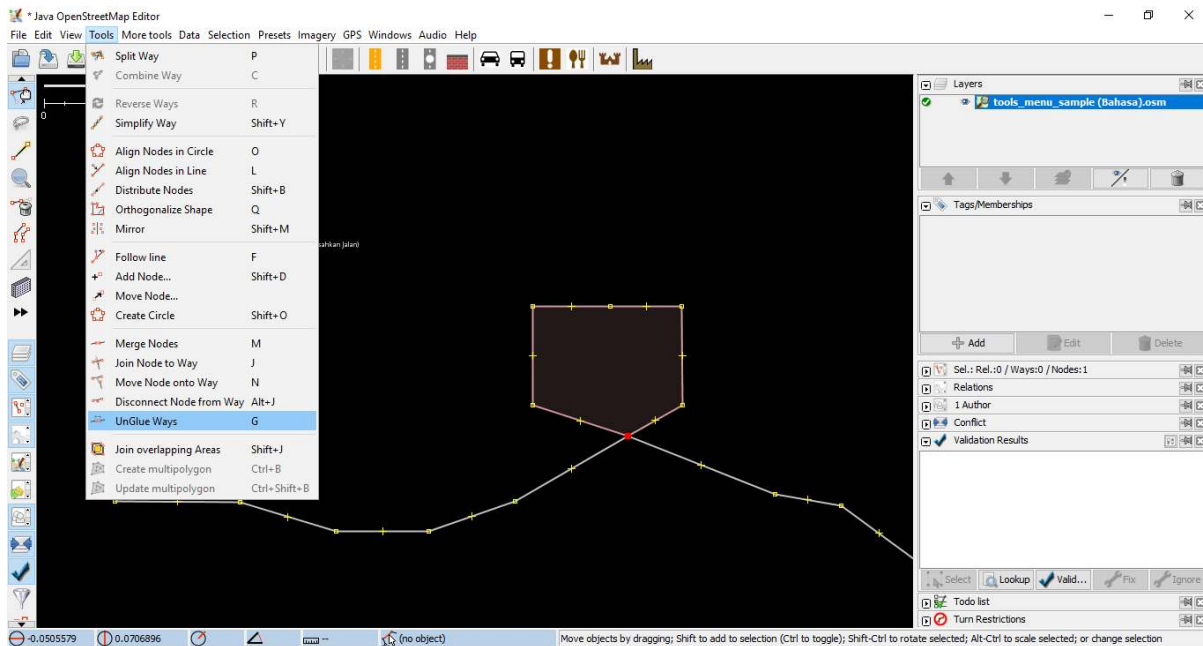 * Java OpenStreetMap Editor
File Edit View Tools More tools Data Selection Presets Imagery GPS Windows Audio Help
Split Way P
Combine Way C
Reverse Ways R
Simplify Way Shift+Y
Align Nodes in Circle O
Align Nodes in Line L
Distribute Nodes Shift+B
Orthogonalize Shape Q
Mirror Shift+M
Follow line F
Add Node... Shift+D
Move Node...
Create Circle Shift+O
Merge Nodes M
Join Node to Way J
Move Node onto Way N
Disconnect Node from Way Alt+J
UnGlue Ways G
Join overlapping Areas Shift+J
Create multipolygon Ctrl+B
Update multipolygon Ctrl+Shift+B
0
sahkan Jalan)
Layers
tools_menu_sample (Bahasa).osm
Tags/Memberships
Add Edit Delete
Sel.: Rel.:0 / Ways:0 / Nodes:1
Relations
1 Author
Conflict
Validation Results
Select Lookup Valid... Fix Ignore
Todo list
Turn Restrictions
-0.0505579 0.0706896 -- (no object) Move objects by dragging; Shift to add to selection (Ctrl to toggle); Shift-Ctrl to rotate selected; Alt-Ctrl to scale selected; or change selection